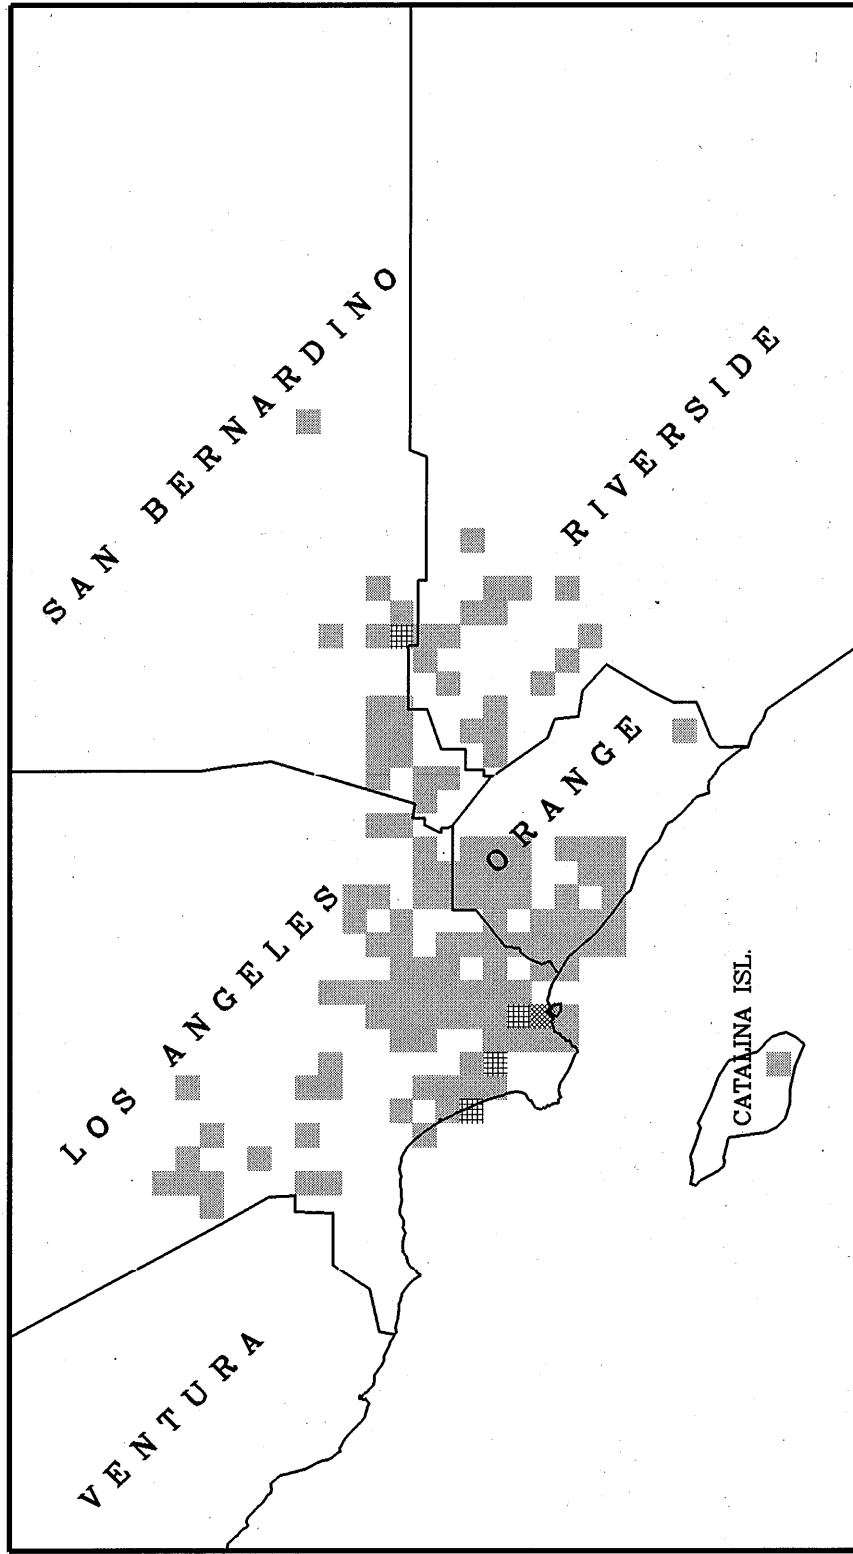 SAN BERNARDINO
LOS ANGELES
VENTURA
RIVERSIDE
ORANGE
CATALINA ISL.